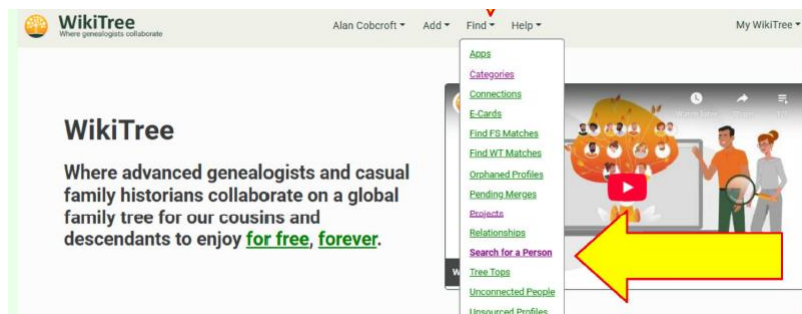 WikiTree
Where genealogists collaborate
Alan Cobcroft
Add
Find
Help
My WikiTree
Apps
Categories
Connections
E-Cards
Find FS Matches
Find WT Matches
Orphaned Profiles
Pending Merges
Projects
Relationships
Search for a Person
Tree Tops
Unconnected People
Unsourced Profiles
WikiTree
Where advanced genealogists and casual
family historians collaborate on a global
family tree for our cousins and
descendants to enjoy for free, forever.